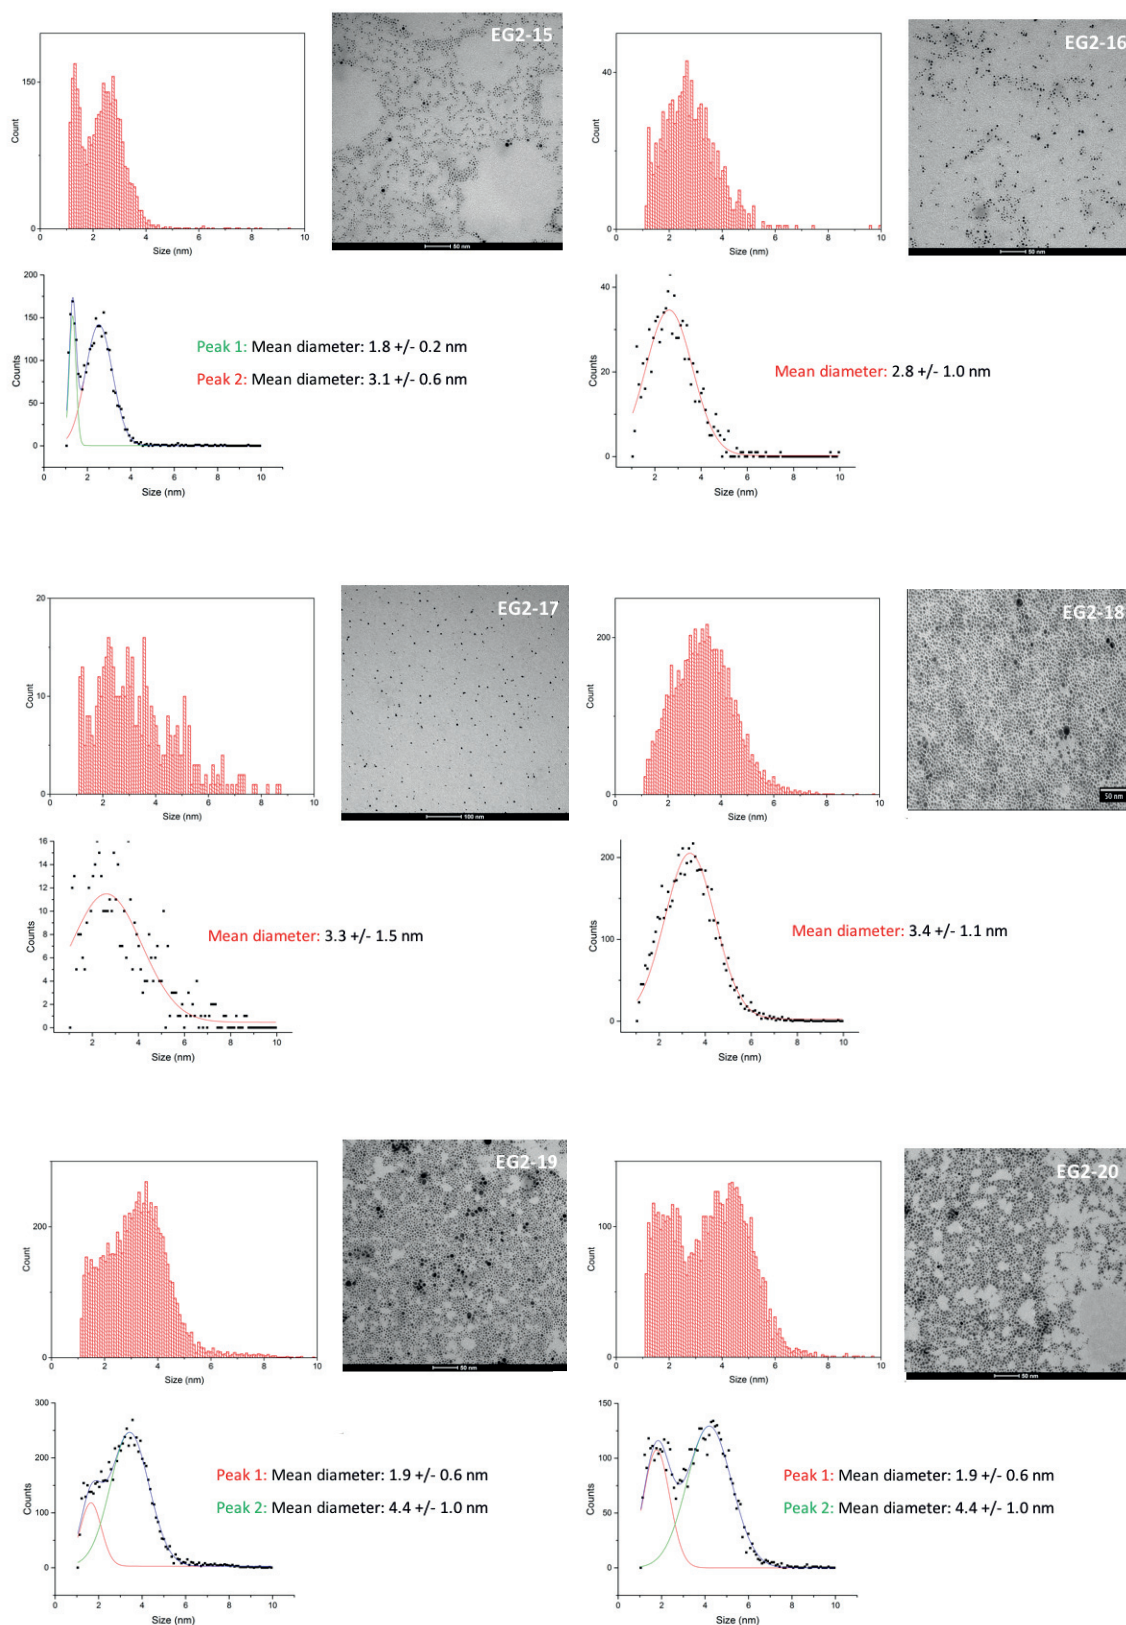 EG2-15
150
0
Count
0 2 4 6 8 10
Size (nm)
50 nm
200
150
100
50
0
Counts
0 2 4 6 8 10
Size (nm)
Peak 1: Mean diameter: 1.8 +/- 0.2 nm
Peak 2: Mean diameter: 3.1 +/- 0.6 nm
EG2-16
40
20
0
Count
0 2 4 6 8 10
Size (nm)
50 nm
40
20
0
Counts
2 4 6 8 10
Size (nm)
Mean diameter: 2.8 +/- 1.0 nm
EG2-17
20
10
0
Count
0 2 4 6 8 10
Size (nm)
100 nm
16
14
12
10
8
6
4
2
0
Counts
2 4 6 8 10
Size (nm)
Mean diameter: 3.3 +/- 1.5 nm
EG2-18
200
0
Count
0 2 4 6 8 10
Size (nm)
50 nm
200
100
0
Counts
2 4 6 8 10
Size (nm)
Mean diameter: 3.4 +/- 1.1 nm
EG2-19
200
0
Count
0 2 4 6 8 10
Size (nm)
50 nm
300
200
100
0
Counts
0 2 4 6 8 10
Size (nm)
Peak 1: Mean diameter: 1.9 +/- 0.6 nm
Peak 2: Mean diameter: 4.4 +/- 1.0 nm
EG2-20
100
0
Count
0 2 4 6 8 10
Size (nm)
50 nm
150
100
50
0
Counts
0 2 4 6 8 10
Size (nm)
Peak 1: Mean diameter: 1.9 +/- 0.6 nm
Peak 2: Mean diameter: 4.4 +/- 1.0 nm